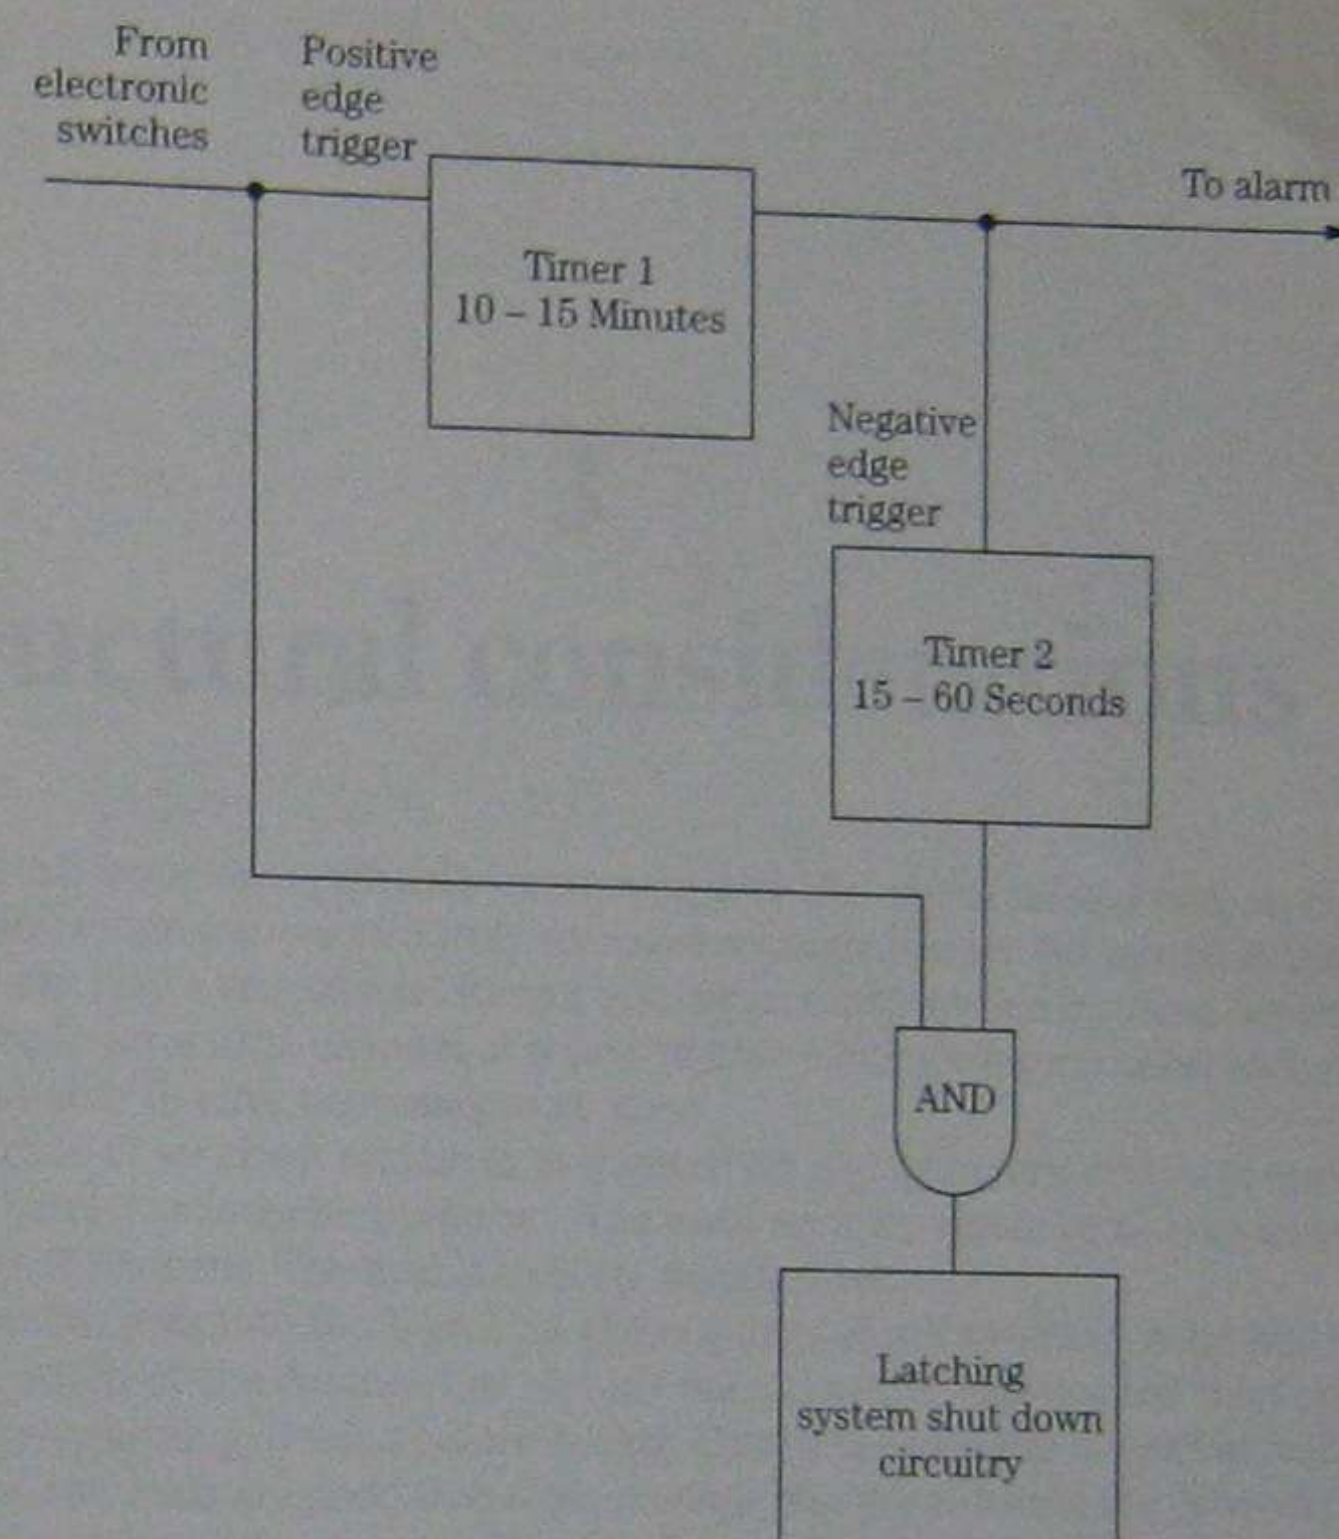 From
electronic
switches
Positive
edge
trigger
To alarm
Timer 1
10 – 15 Minutes
Negative
edge
trigger
Timer 2
15 – 60 Seconds
AND
Latching
system shut down
circuitry